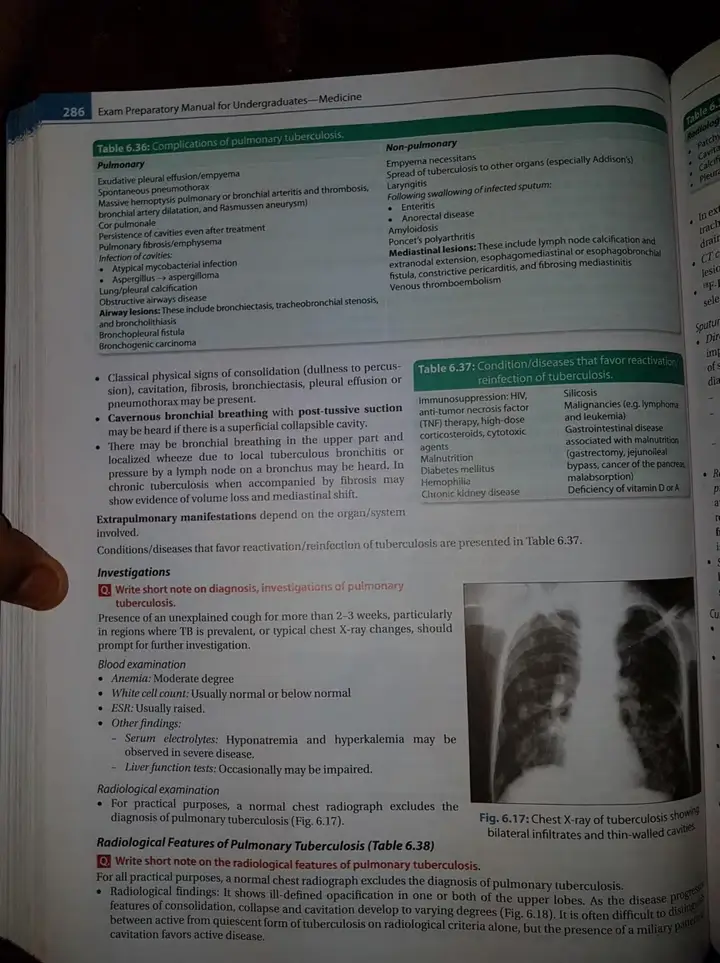 286 Exam Preparatory Manual for Undergraduates—Medicine
Table 6.36: Complications of pulmonary tuberculosis.
Pulmonary
Exudative pleural effusion/empyema
Spontaneous pneumothorax
Massive hemoptysis pulmonary or bronchial arteritis and thrombosis,
bronchial artery dilatation, and Rasmussen aneurysm)
Cor pulmonale
Persistence of cavities even after treatment
Pulmonary fibrosis/emphysema
Infection of cavities:
• Atypical mycobacterial infection
• Aspergillus → aspergilloma
Lung/pleural calcification
Obstructive airways disease
Airway lesions: These include bronchiectasis, tracheobronchial stenosis,
and broncholithiasis
Bronchopleural fistula
Bronchogenic carcinoma
Non-pulmonary
Empyema necessitans
Spread of tuberculosis to other organs (especially Addison's)
Laryngitis
Following swallowing of infected sputum:
• Enteritis
• Anorectal disease
Amyloidosis
Poncet's polyarthritis
Mediastinal lesions: These include lymph node calcification and
extranodal extension, esophagomediastinal or esophagobronchial
fistula, constrictive pericarditis, and fibrosing mediastinitis
Venous thromboembolism
• Classical physical signs of consolidation (dullness to percus-
sion), cavitation, fibrosis, bronchiectasis, pleural effusion or
pneumothorax may be present.
• Cavernous bronchial breathing with post-tussive suction
may be heard if there is a superficial collapsible cavity.
• There may be bronchial breathing in the upper part and
localized wheeze due to local tuberculous bronchitis or
pressure by a lymph node on a bronchus may be heard. In
chronic tuberculosis when accompanied by fibrosis may
show evidence of volume loss and mediastinal shift.
Table 6.37: Condition/diseases that favor reactivation
reinfection of tuberculosis.
Immunosuppression: HIV,
anti-tumor necrosis factor
(TNF) therapy, high-dose
corticosteroids, cytotoxic
agents
Malnutrition
Diabetes mellitus
Hemophilia
Chronic kidney disease
Silicosis
Malignancies (e.g. lymphoma
and leukemia)
Gastrointestinal disease
associated with malnutrition
(gastrectomy, jejunoileal
bypass, cancer of the pancrea,
malabsorption)
Deficiency of vitamin D or A
Extrapulmonary manifestations depend on the organ/system
involved.
Conditions/diseases that favor reactivation/reinfection of tuberculosis are presented in Table 6.37.
Investigations
Q. Write short note on diagnosis, investigations of pulmonary
tuberculosis.
Presence of an unexplained cough for more than 2–3 weeks, particularly
in regions where TB is prevalent, or typical chest X-ray changes, should
prompt for further investigation.
Blood examination
• Anemia: Moderate degree
• White cell count: Usually normal or below normal
• ESR: Usually raised.
• Other findings:
– Serum electrolytes: Hyponatremia and hyperkalemia may be
observed in severe disease.
– Liver function tests: Occasionally may be impaired.
Radiological examination
• For practical purposes, a normal chest radiograph excludes the
diagnosis of pulmonary tuberculosis (Fig. 6.17).
Fig. 6.17: Chest X-ray of tuberculosis showing
bilateral infiltrates and thin-walled cavities.
Radiological Features of Pulmonary Tuberculosis (Table 6.38)
Q. Write short note on the radiological features of pulmonary tuberculosis.
For all practical purposes, a normal chest radiograph excludes the diagnosis of pulmonary tuberculosis.
• Radiological findings: It shows ill-defined opacification in one or both of the upper lobes. As the disease
features of consolidation, collapse and cavitation develop to varying degrees (Fig. 6.18). It is often difficult to
between active from quiescent form of tuberculosis on radiological criteria alone, but the presence of a miliary
cavitation favors active disease.